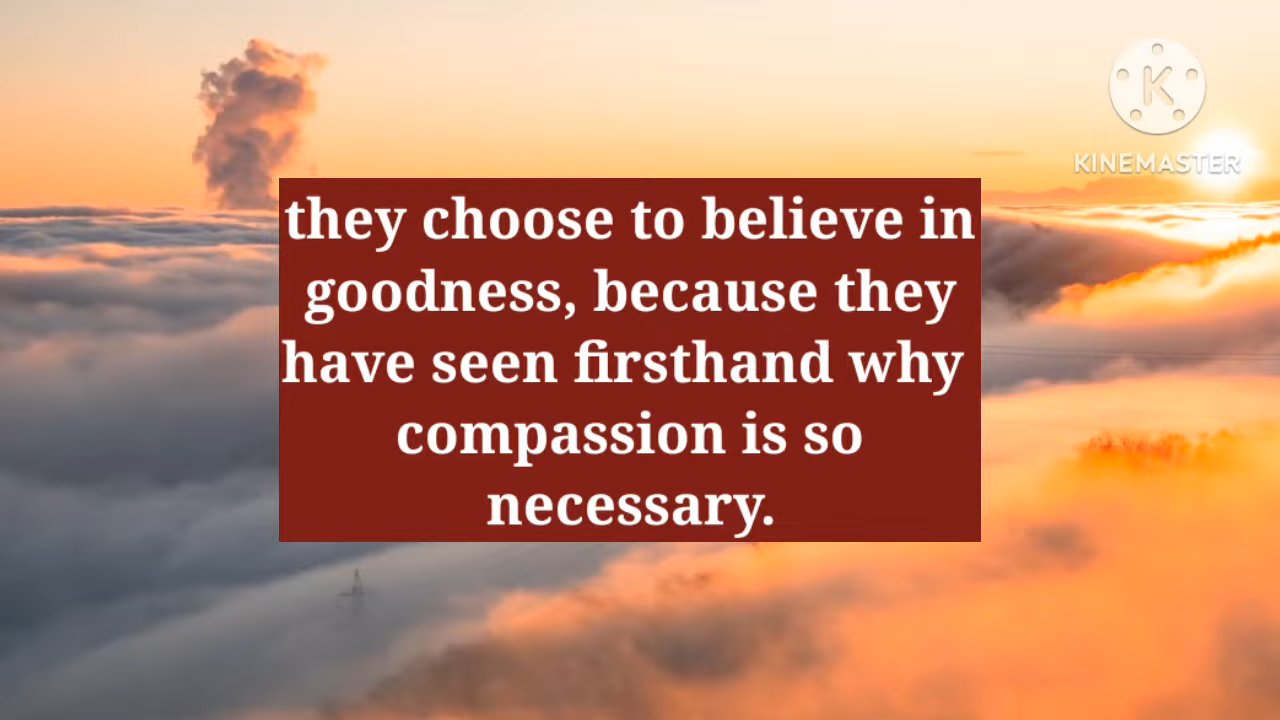 K
KINEMASTER
they choose to believe in
goodness, because they
have seen firsthand why
compassion is so
necessary.